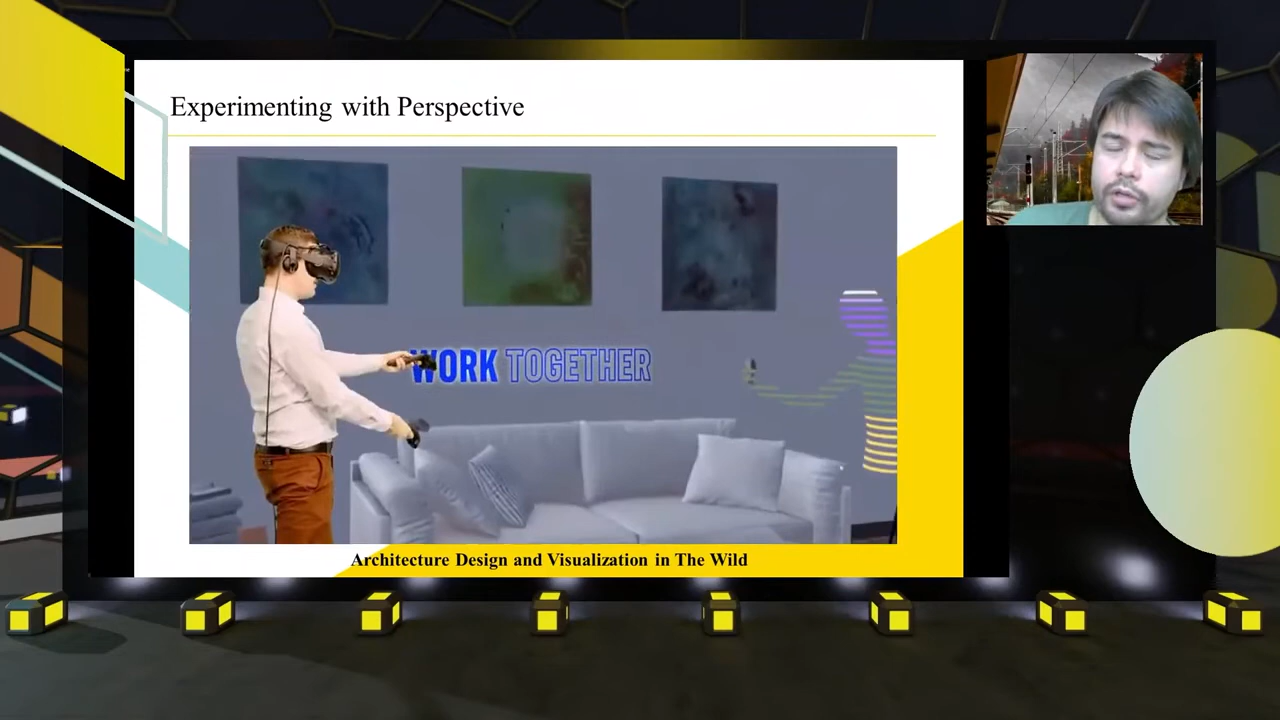 Experimenting with Perspective
WORK TOGETHER
Architecture Design and Visualization in The Wild